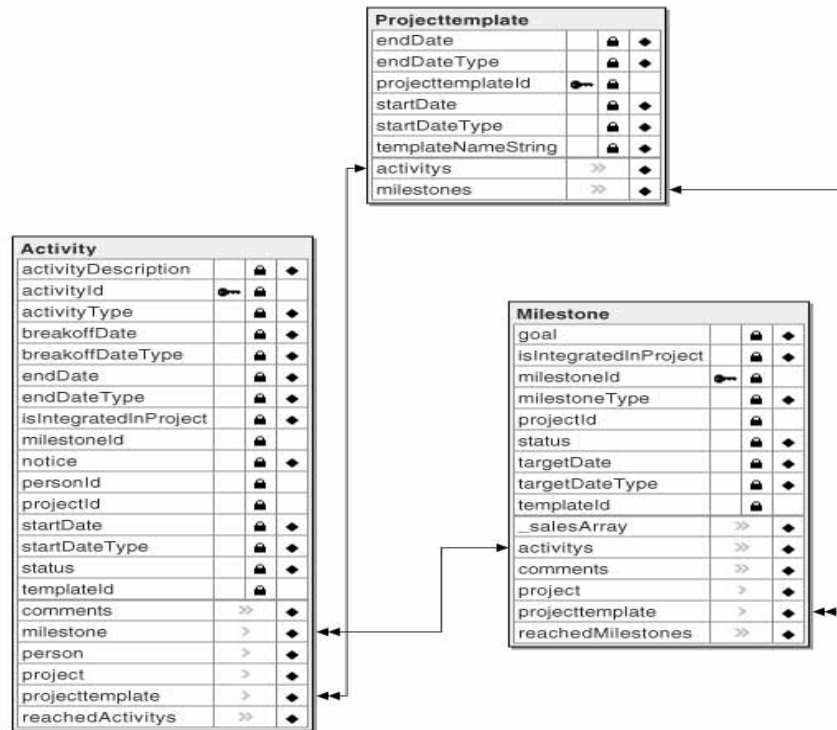 Projecttemplate
endDate
endDateType
projecttemplateId
startDate
startDateType
templateNameString
activitys
milestones
Activity
activityDescription
activityId
activityType
breakoffDate
breakoffDateType
endDate
endDateType
isIntegratedInProject
milestoneId
notice
personId
projectId
startDate
startDateType
status
templateId
comments
milestone
person
project
projecttemplate
reachedActivitys
Milestone
goal
isIntegratedInProject
milestoneId
milestoneType
projectId
status
targetDate
targetDateType
templateId
_salesArray
activitys
comments
project
projecttemplate
reachedMilestones